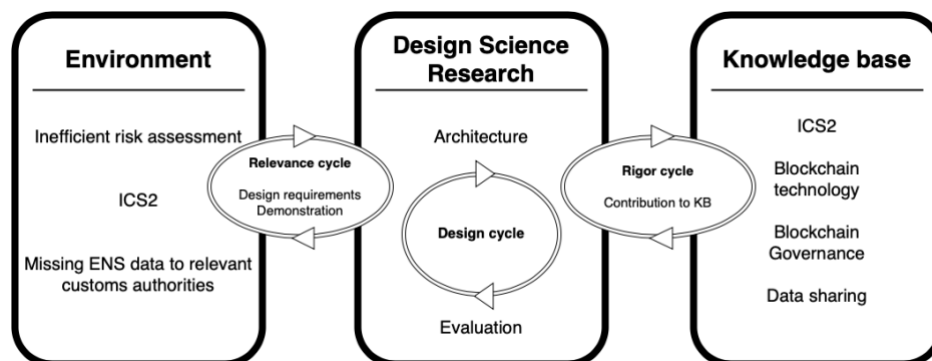 Environment
Inefficient risk assessment
ICS2
Missing ENS data to relevant
customs authorities
Relevance cycle
Design requirements
Demonstration
Design Science
Research
Architecture
Design cycle
Evaluation
Rigor cycle
Contribution to KB
Knowledge base
ICS2
Blockchain
technology
Blockchain
Governance
Data sharing